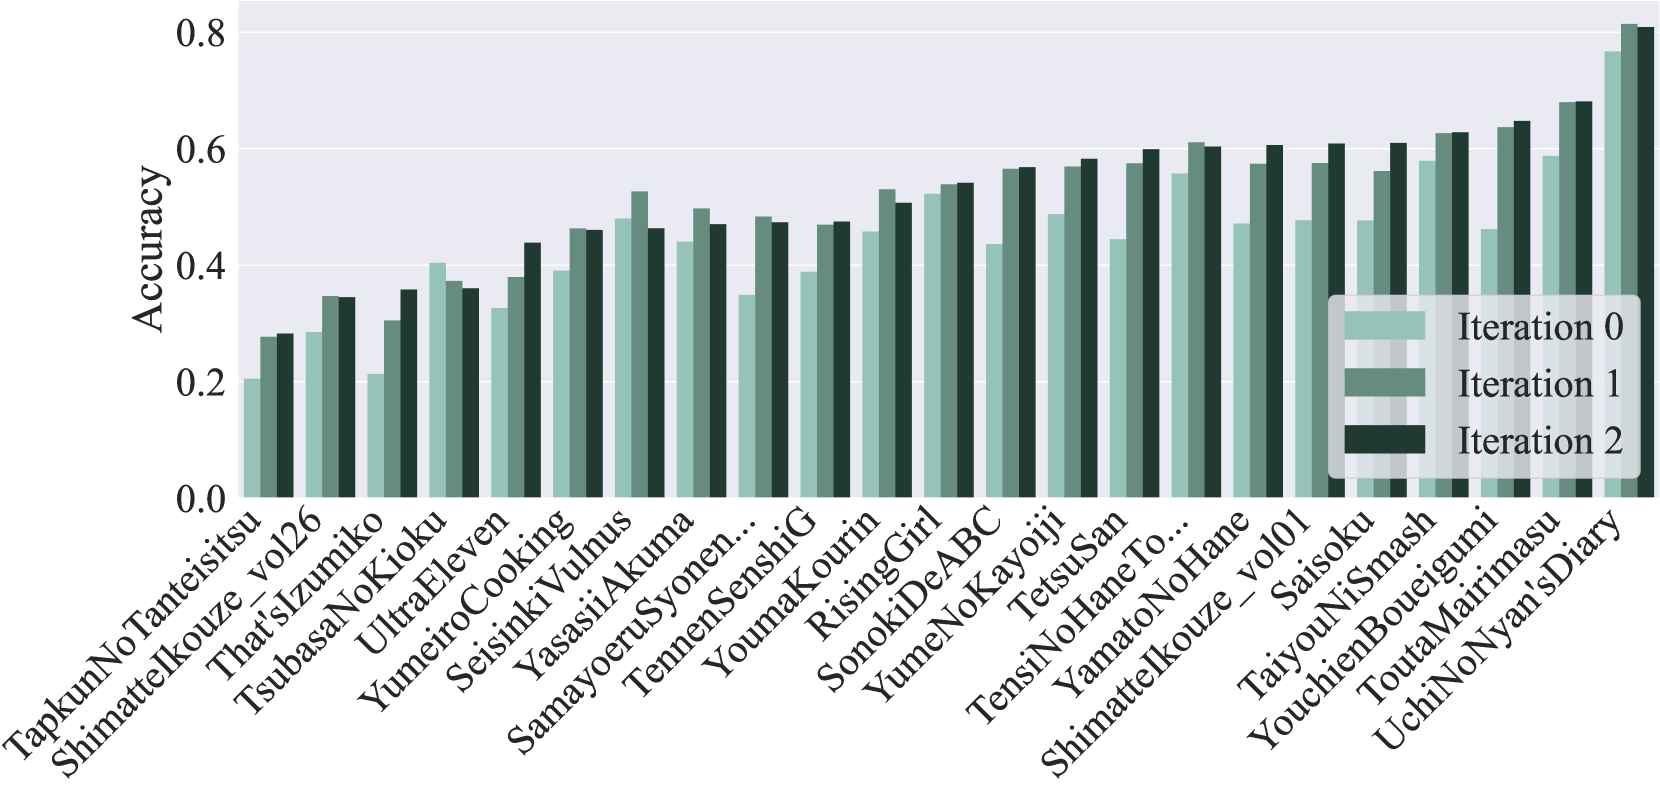 0.8
0.6
0.4
0.2
0.0
Accuracy
Iteration 0
Iteration 1
Iteration 2
TapkunNoTanteisitsu
ShimatteIkouze_vol26
That'sIzumiko
TsubasaNoKioku
UltraEleven
YumeiroCooking
SeisinkiVulnus
YasasiiAkuma
SamayoeruSyonen...
TennenSenshiG
YoumaKourin
RisingGirl
SonokiDeABC
YumeNoKayoiji
TetsuSan
TensiNoHaneTo...
YamatoNoHane
ShimatteIkouze_vol01
Saisoku
TaiyouNiSmash
YouchienBoueigumi
ToutaMairimasu
UchiNoNyan'sDiary